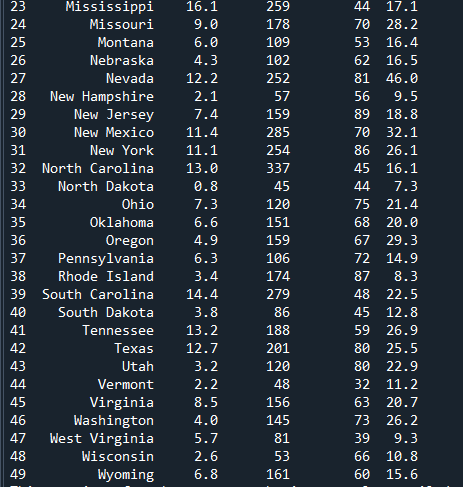 23 Mississippi 16.1 259 44 17.1
24 Missouri 9.0 178 70 28.2
25 Montana 6.0 109 53 16.4
26 Nebraska 4.3 102 62 16.5
27 Nevada 12.2 252 81 46.0
28 New Hampshire 2.1 57 56 9.5
29 New Jersey 7.4 159 89 18.8
30 New Mexico 11.4 285 70 32.1
31 New York 11.1 254 86 26.1
32 North Carolina 13.0 337 45 16.1
33 North Dakota 0.8 45 44 7.3
34 Ohio 7.3 120 75 21.4
35 Oklahoma 6.6 151 68 20.0
36 Oregon 4.9 159 67 29.3
37 Pennsylvania 6.3 106 72 14.9
38 Rhode Island 3.4 174 87 8.3
39 South Carolina 14.4 279 48 22.5
40 South Dakota 3.8 86 45 12.8
41 Tennessee 13.2 188 59 26.9
42 Texas 12.7 201 80 25.5
43 Utah 3.2 120 80 22.9
44 Vermont 2.2 48 32 11.2
45 Virginia 8.5 156 63 20.7
46 Washington 4.0 145 73 26.2
47 West Virginia 5.7 81 39 9.3
48 Wisconsin 2.6 53 66 10.8
49 Wyoming 6.8 161 60 15.6